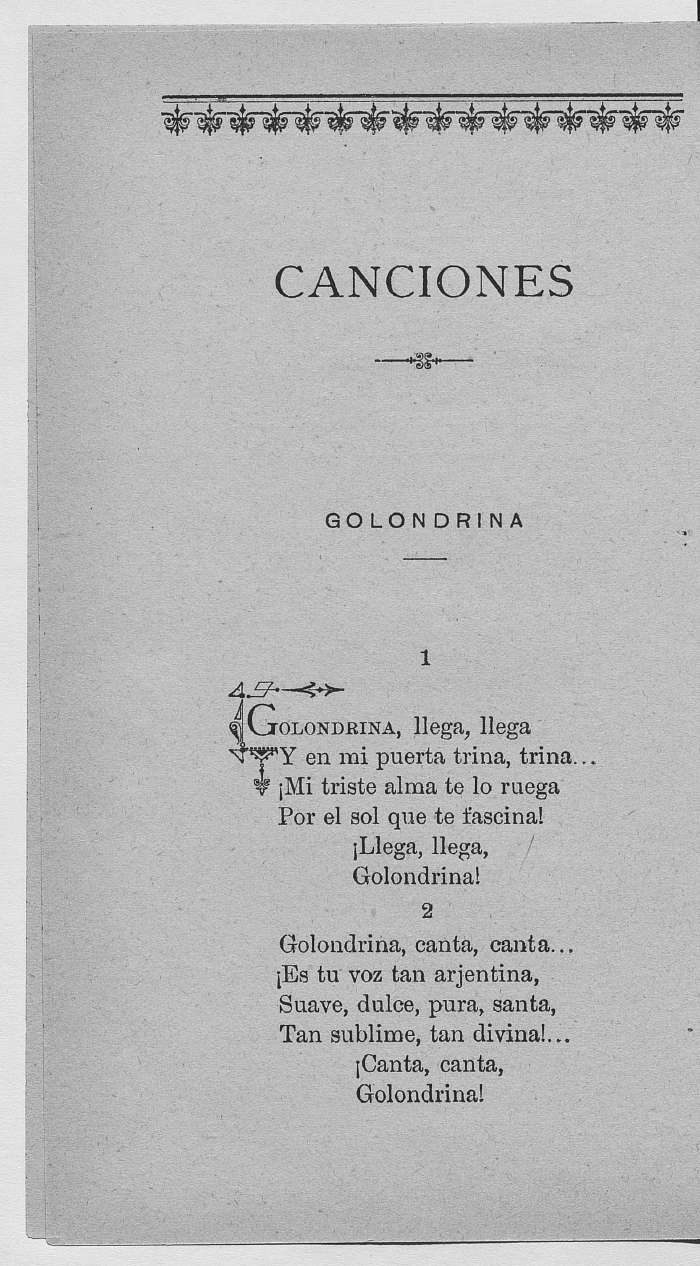 CANCIONES
GOLONDRINA
1
GOLONDRINA, llega, llega
Y en mi puerta trina, trina...
¡Mi triste alma te lo ruega
Por el sol que te fascina!
¡Llega, llega,
Golondrina!
2
Golondrina, canta, canta...
¡Es tu voz tan arjentina,
Suave, dulce, pura, santa,
Tan sublime, tan divina!...
¡Canta, canta,
Golondrina!